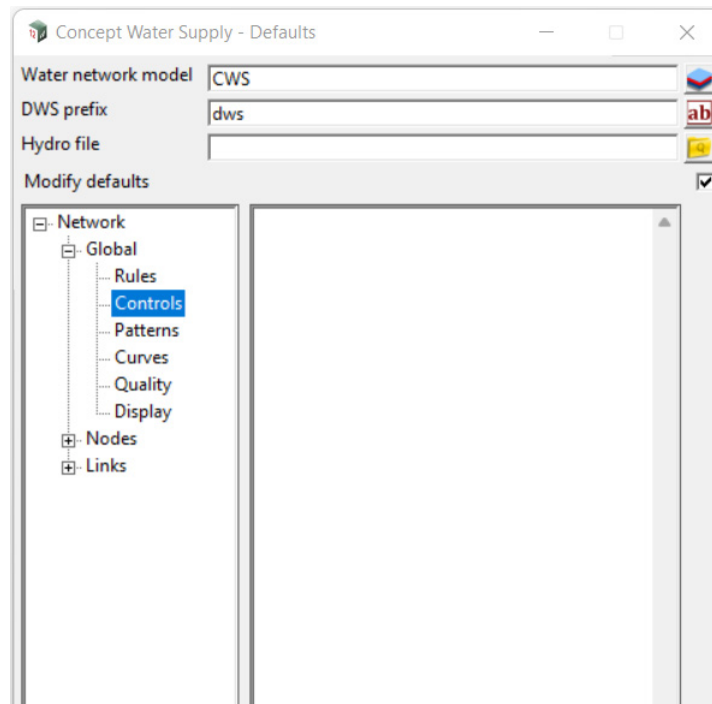 Concept Water Supply - Defaults
Water network model CWS
DWS prefix dws
ab
Hydro file
Modify defaults
Network
Global
Rules
Controls
Patterns
Curves
Quality
Display
Nodes
Links